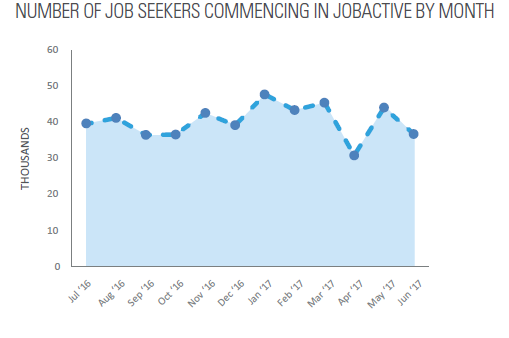 NUMBER OF JOB SEEKERS COMMENCING IN JOBACTIVE BY MONTH
60
50
40
30
20
10
0
THOUSANDS
Jul '16
Aug '16
Sep '16
Oct '16
Nov '16
Dec '16
Jan '17
Feb '17
Mar '17
Apr '17
May '17
Jun '17